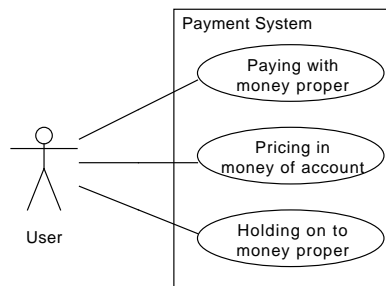 Payment System
Paying with
money proper
Pricing in
money of account
User
Holding on to
money proper